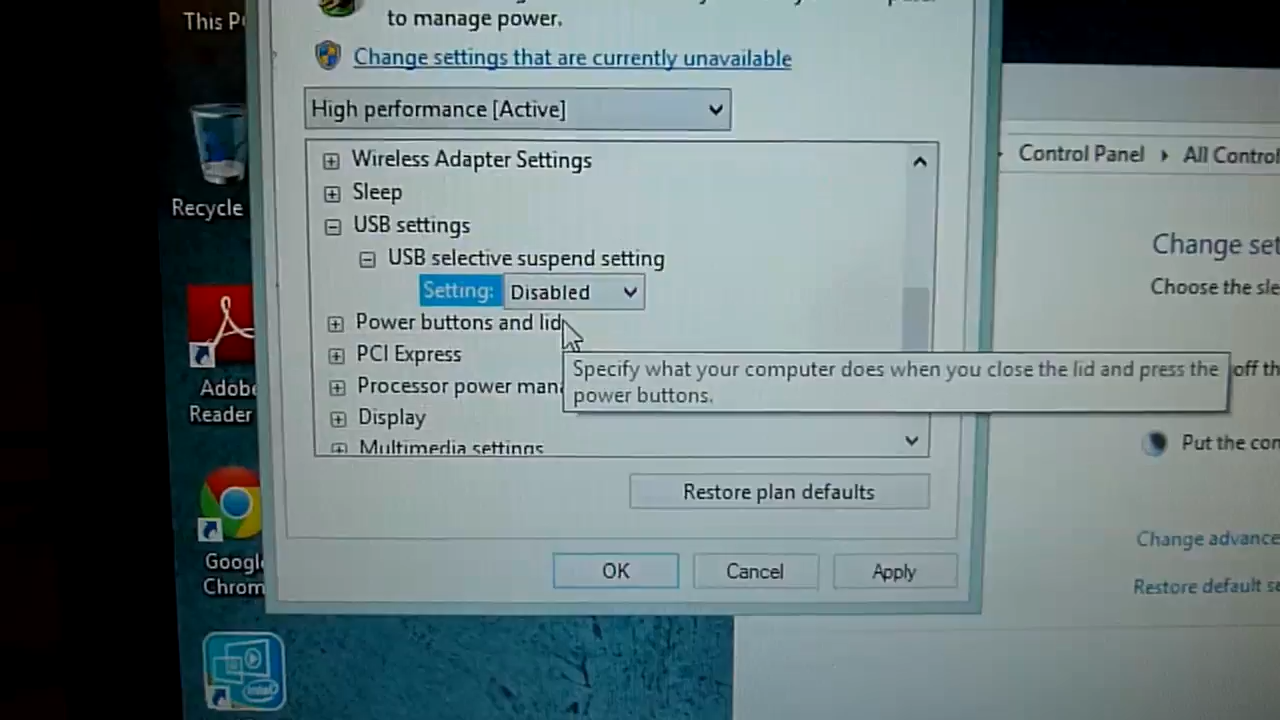 This P
to manage power.
Change settings that are currently unavailable
High performance [Active]
Wireless Adapter Settings
Sleep
USB settings
USB selective suspend setting
Setting: Disabled
Power buttons and lid
PCI Express
Processor power man
Display
Multimedia settings
Specify what your computer does when you close the lid and press the
power buttons.
Restore plan defaults
OK Cancel Apply
Recycle
Adobe
Reader
Google
Chrom
intel
Control Panel All Control
Change set
Choose the sle
off th
Put the con
Change advance
Restore default se